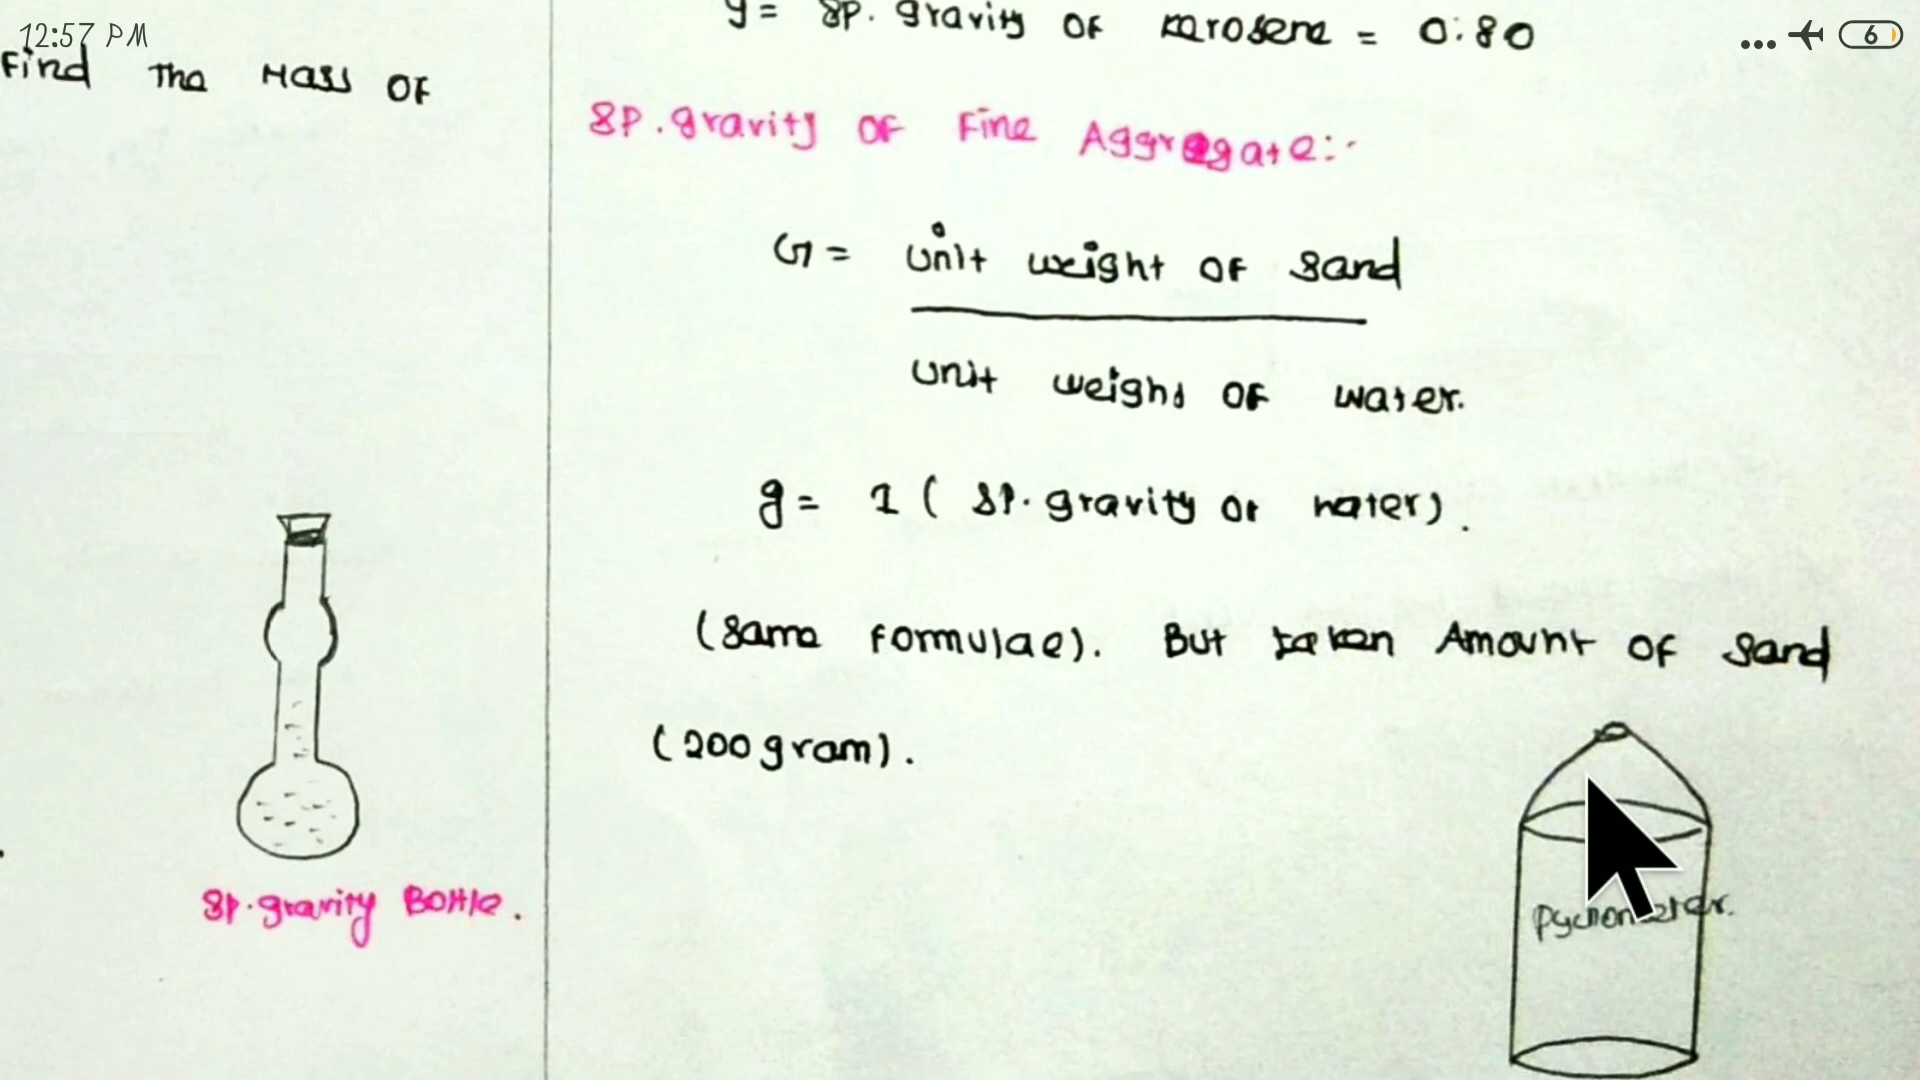 12:57 PM
6
Find The Mass OF
g = Sp. gravity OF Karosene = 0.80
SP. gravity OF Fine Aggregate:-
G = Unit weight OF Sand
Unit weight OF Water.
g = 1 ( SP. gravity of water).
(Same formulae). But taken Amount OF Sand
(200 gram).
Sp. gravity Bottle.
Pycnometer.